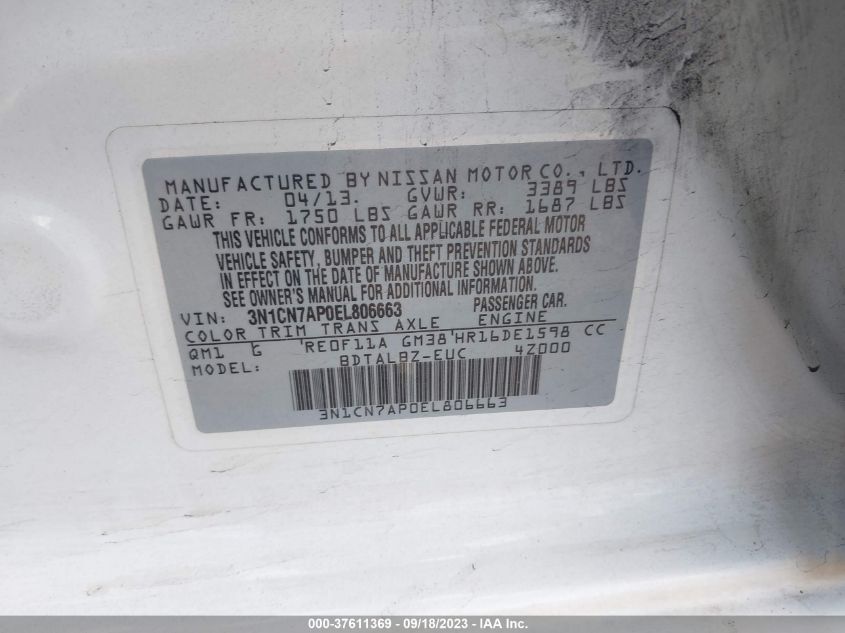 MANUFACTURED BY NISSAN MOTOR CO., LTD.
DATE: 04/13. GVWR: 3389 LBS
GAWR FR: 1750 LBS GAWR RR: 1687 LBS
THIS VEHICLE CONFORMS TO ALL APPLICABLE FEDERAL MOTOR
VEHICLE SAFETY, BUMPER AND THEFT PREVENTION STANDARDS
IN EFFECT ON THE DATE OF MANUFACTURE SHOWN ABOVE.
SEE OWNER'S MANUAL FOR ADDITIONAL INFORMATION.
VIN: 3N1CN7AP0EL806663 PASSENGER CAR.
COLOR TRIM TRANS AXLE ENGINE
QM1 G 'RE0F11A GM38'HR16DE1598 CC
MODEL: BDTALBZ-EUC 4Z000
3N1CN7AP0EL806663
000-37611369 - 09/18/2023 - IAA Inc.